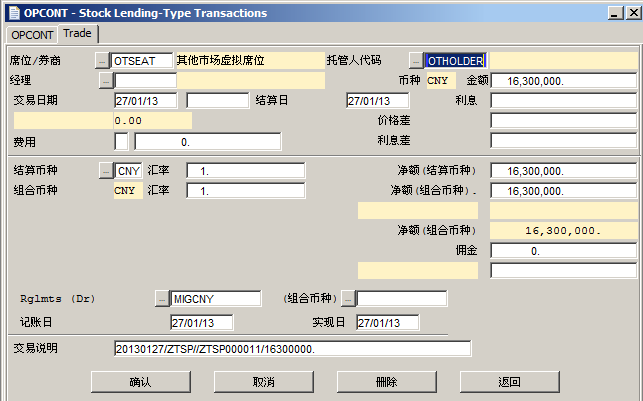 OPCONT - Stock Lending-Type Transactions
OPCONT Trade
席位/券商 ... OTSEAT 其他市场虚拟席位 托管人代码 ... OTHOLDER
经理 ... 币种 CNY 金额 16,300,000.
交易日期 27/01/13 结算日 27/01/13 利息
0.00 价格差
费用 0. 利息差
结算币种 ... CNY 汇率 1. 净额(结算币种) 16,300,000.
组合币种 CNY 汇率 1. 净额(组合币种). 16,300,000.
净额(组合币种) 16,300,000.
佣金 0.
Rglmts (Dr) ... MIGCNY (组合币种) ...
记账日 27/01/13 实现日 27/01/13
交易说明 20130127/ZTSP//ZTSP000011/16300000.
确认 取消 删除 返回